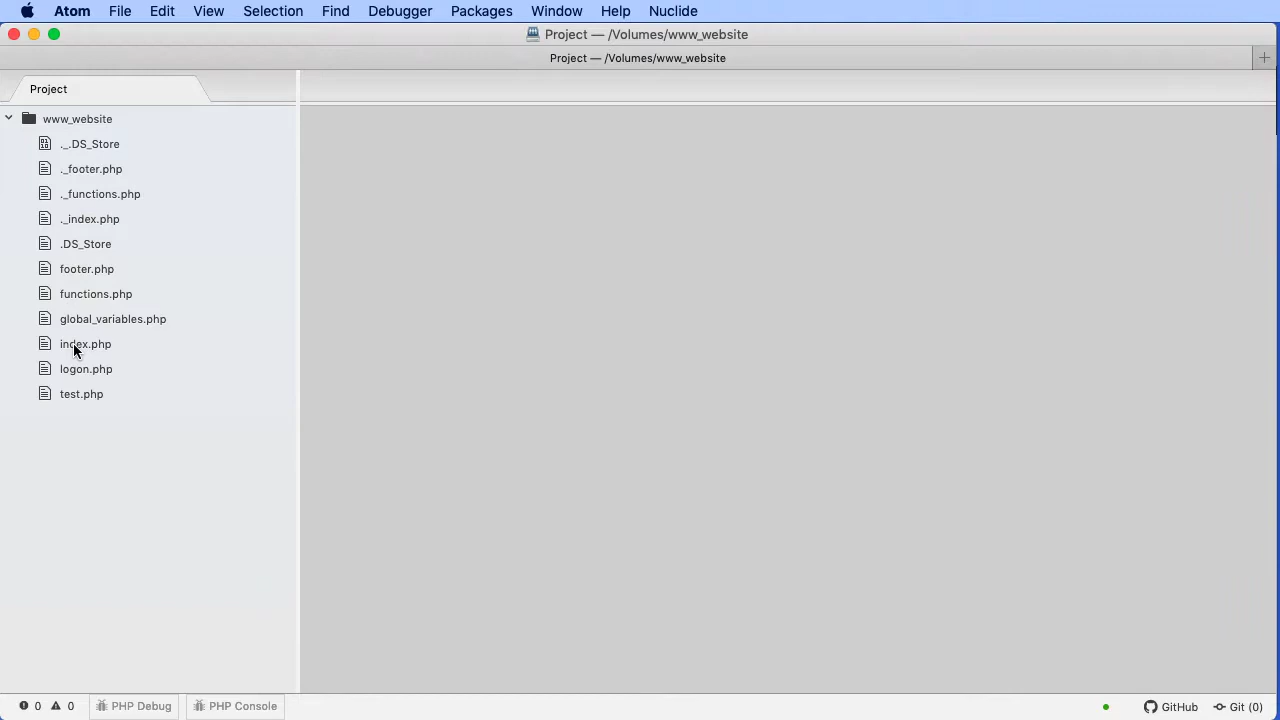 Atom File Edit View Selection Find Debugger Packages Window Help Nuclide
Project — /Volumes/www_website
Project — /Volumes/www_website
Project
www_website
._.DS_Store
._footer.php
._functions.php
._index.php
.DS_Store
footer.php
functions.php
global_variables.php
index.php
logon.php
test.php
0 0 PHP Debug PHP Console GitHub Git (0)